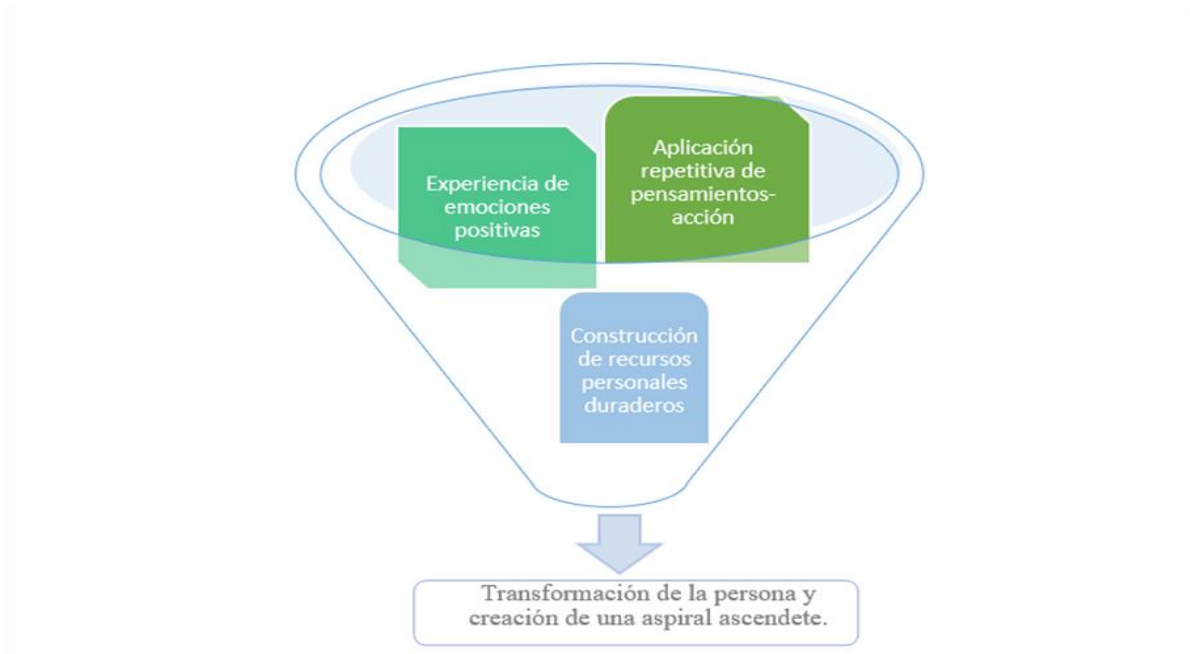 Experiencia de
emociones
positivas
Aplicación
repetitiva de
pensamientos-
acción
Construcción
de recursos
personales
duraderos
Transformación de la persona y
creación de una aspiral ascendete.